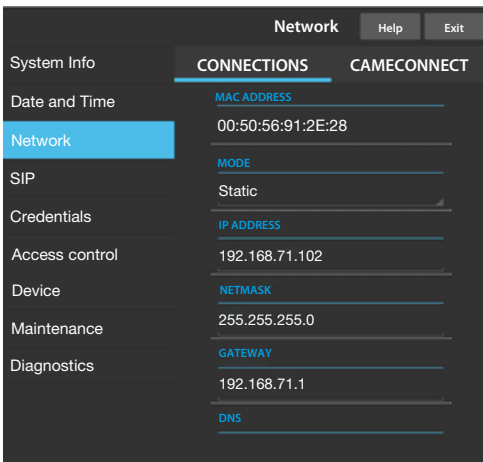 Network Help Exit
System Info
CONNECTIONS CAMECONNECT
Date and Time
Network
SIP
Credentials
Access control
Device
Maintenance
Diagnostics
MAC ADDRESS
00:50:56:91:2E:28
MODE
Static
IP ADDRESS
192.168.71.102
NETMASK
255.255.255.0
GATEWAY
192.168.71.1
DNS